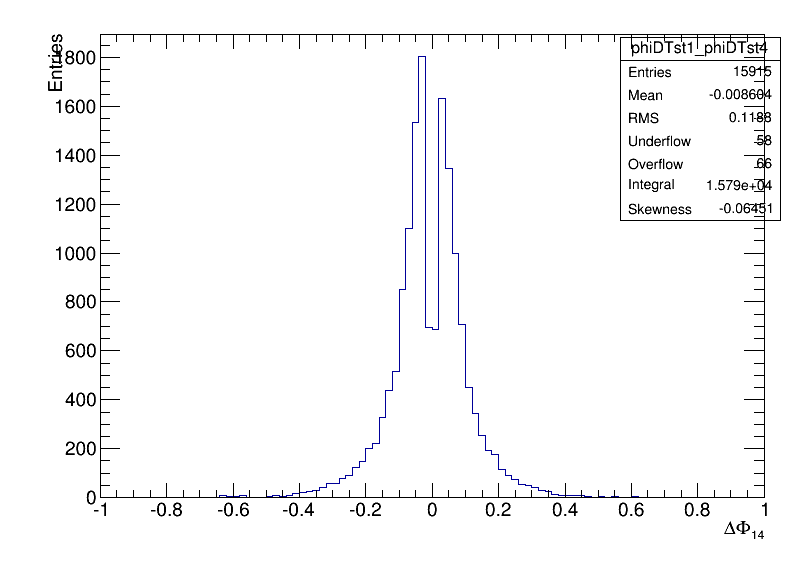 Entries
phiDTst1_phiDTst4
Entries 15915
Mean -0.008604
RMS 0.1188
Underflow 58
Overflow 66
Integral 1.579e+04
Skewness -0.06451
1800
1600
1400
1200
1000
800
600
400
200
0
-1 -0.8 -0.6 -0.4 -0.2 0 0.2 0.4 0.6 0.8 1
ΔΦ14